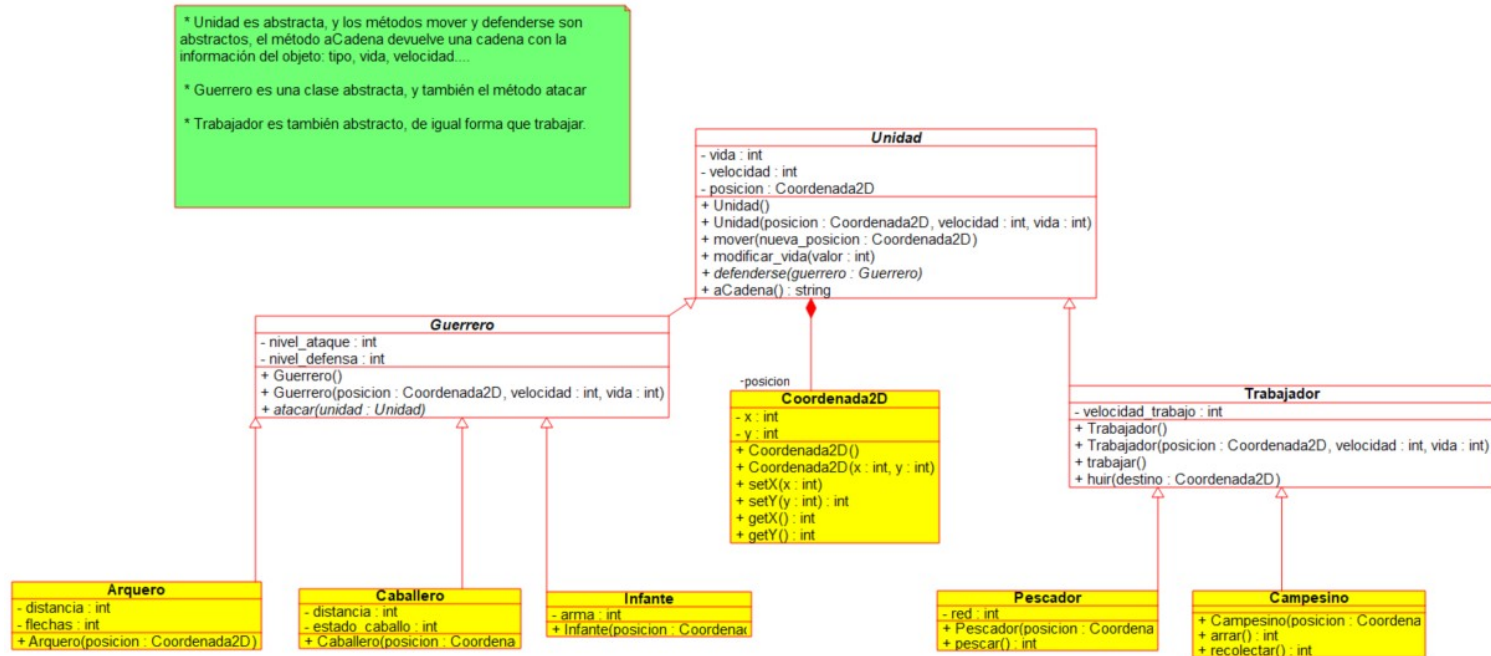 * Unidad es abstracta, y los métodos mover y defenderse son
abstractos, el método aCadena devuelve una cadena con la
información del objeto: tipo, vida, velocidad....
* Guerrero es una clase abstracta, y también el método atacar
* Trabajador es también abstracto, de igual forma que trabajar.
Unidad
- vida : int
- velocidad : int
- posicion : Coordenada2D
+ Unidad()
+ Unidad(posicion : Coordenada2D, velocidad : int, vida : int)
+ mover(nueva_posicion : Coordenada2D)
+ modificar_vida(valor : int)
+ defenderse(guerrero : Guerrero)
+ aCadena() : string
Guerrero
- nivel_ataque : int
- nivel_defensa : int
+ Guerrero()
+ Guerrero(posicion : Coordenada2D, velocidad : int, vida : int)
+ atacar(unidad : Unidad)
-posicion
Coordenada2D
- x : int
- y : int
+ Coordenada2D()
+ Coordenada2D(x : int, y : int)
+ setX(x : int)
+ setY(y : int) : int
+ getX() : int
+ getY() : int
Trabajador
- velocidad_trabajo : int
+ Trabajador()
+ Trabajador(posicion : Coordenada2D, velocidad : int, vida : int)
+ trabajar()
+ huir(destino : Coordenada2D)
Arquero
- distancia : int
- flechas : int
+ Arquero(posicion : Coordenada2D)
Caballero
- distancia : int
- estado_caballo : int
+ Caballero(posicion : Coordena
Infante
- arma : int
+ Infante(posicion : Coordenad
Pescador
- red : int
+ Pescador(posicion : Coordena
+ pescar() : int
Campesino
+ Campesino(posicion : Coordena
+ arrar() : int
+ recolectar() : int